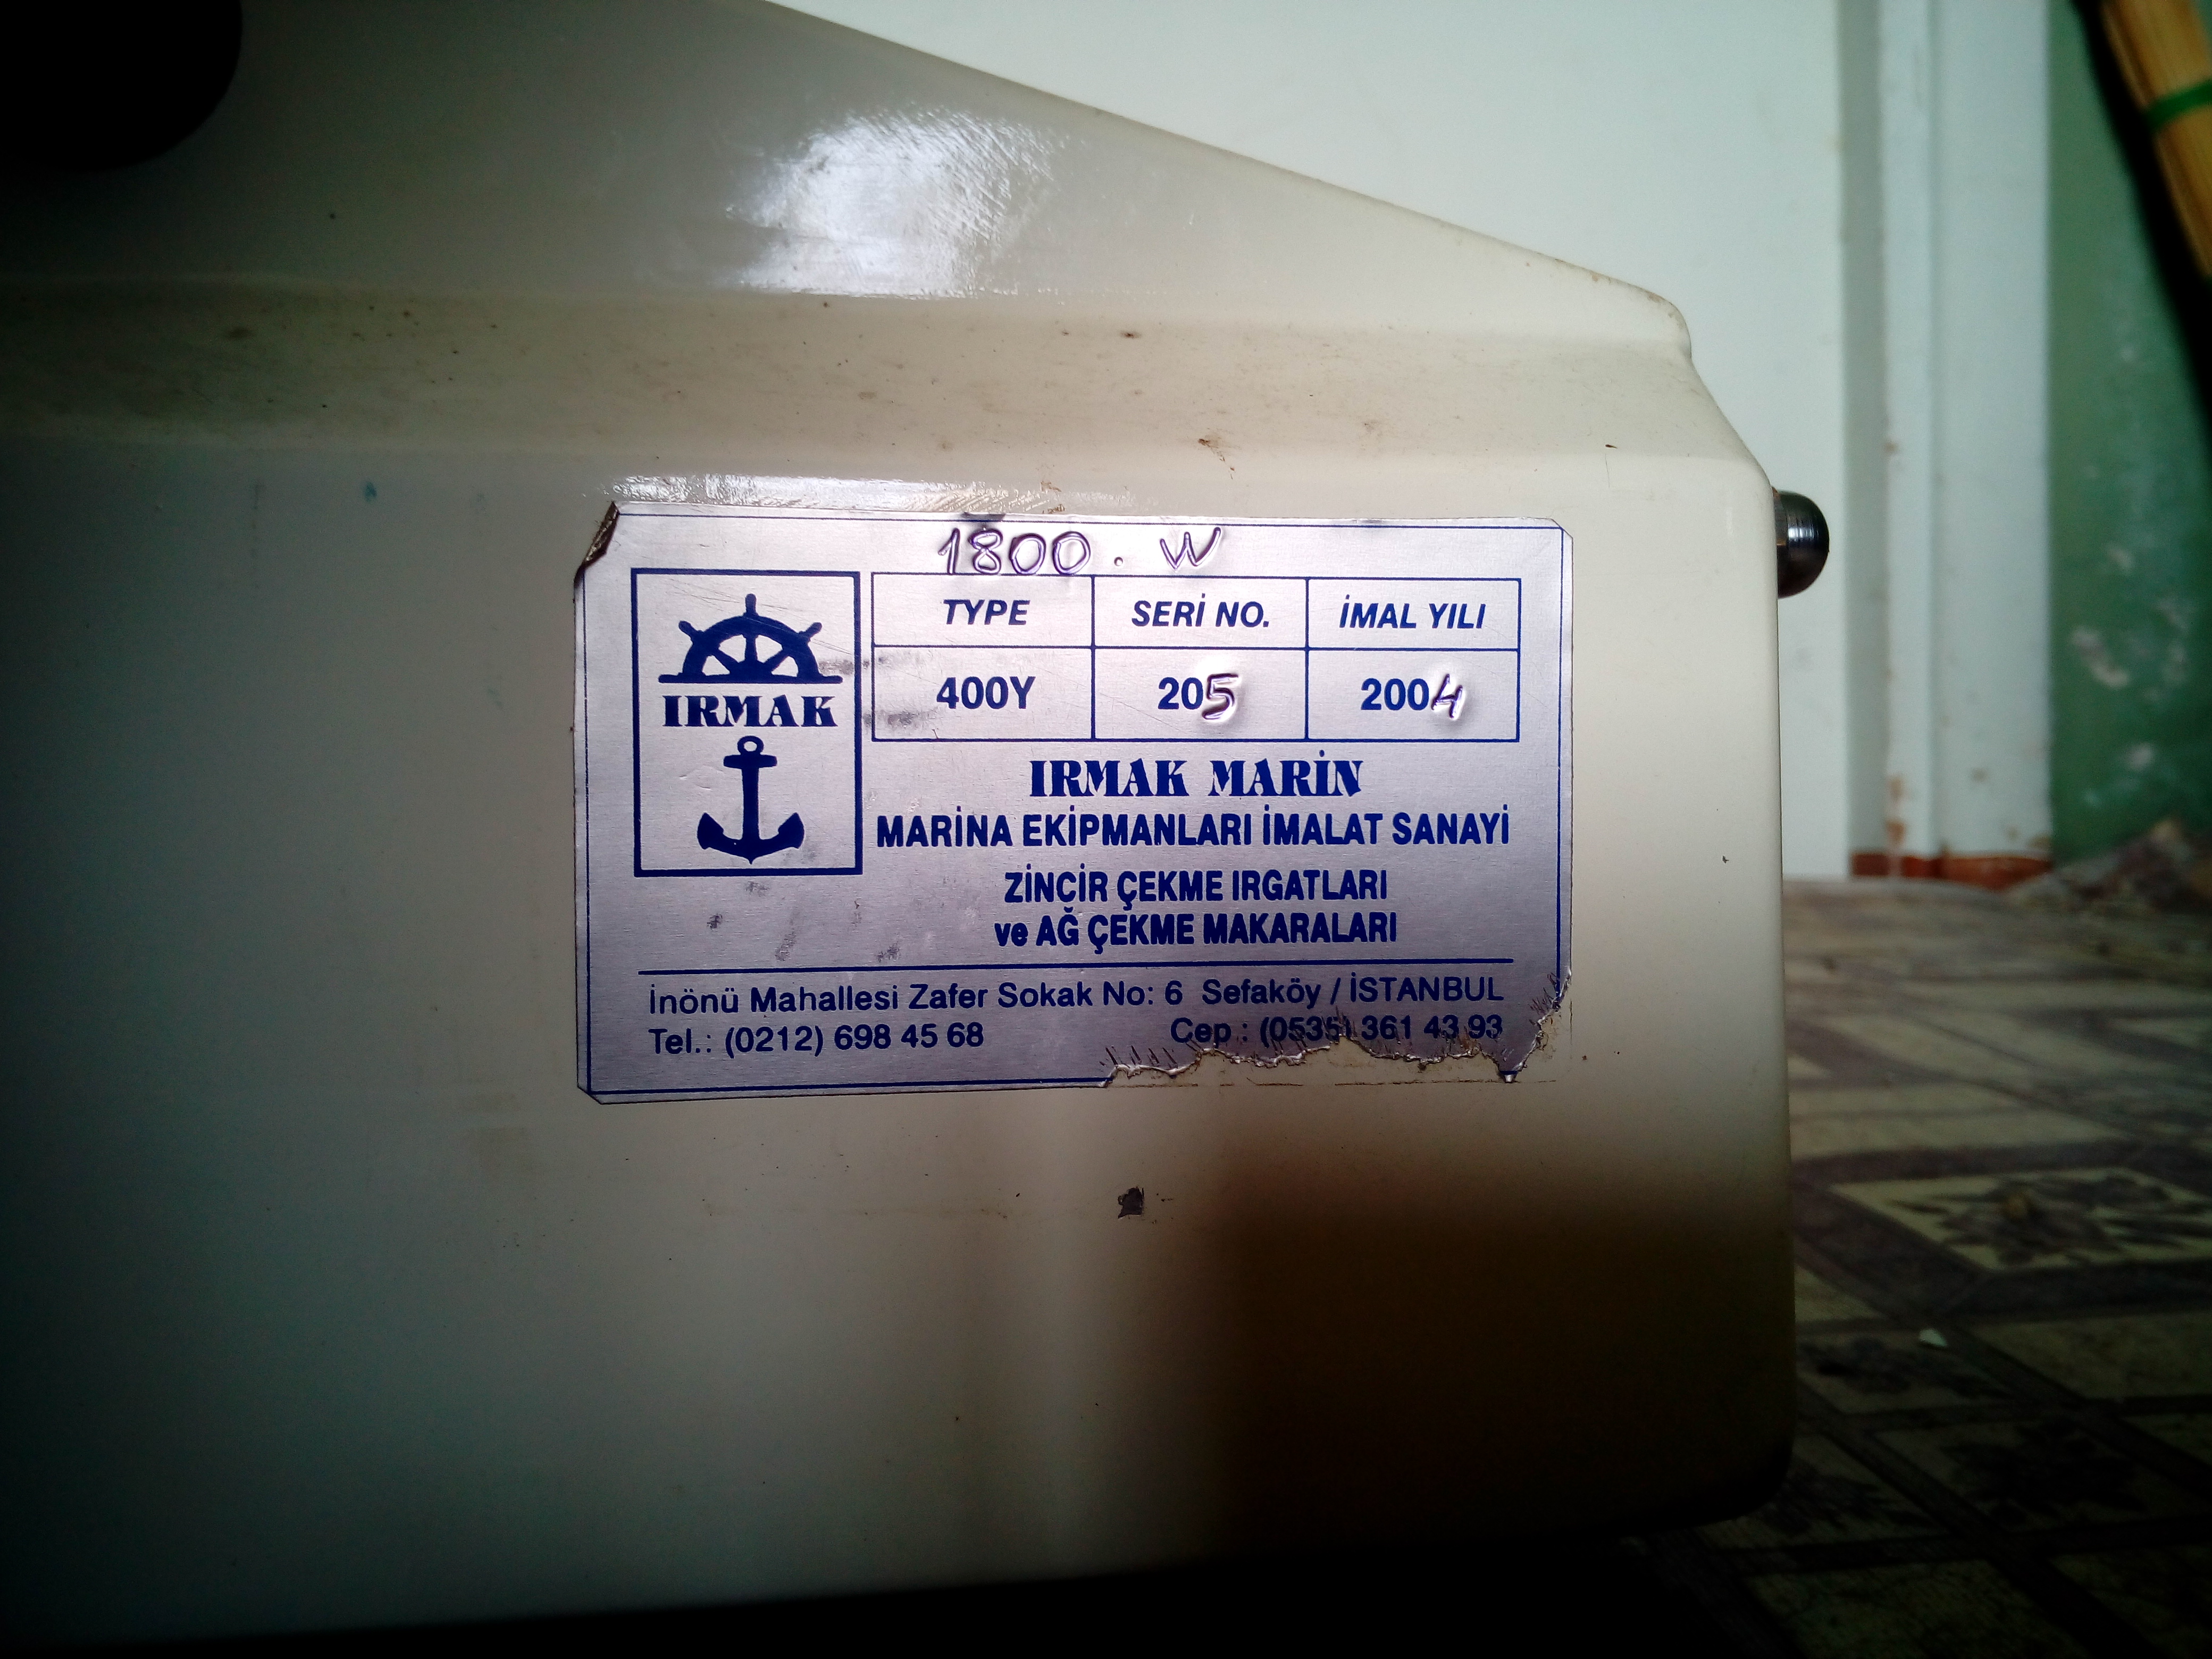 1800. W
TYPE SERİ NO. İMAL YILI
400Y 205 2004
IRMAK
IRMAK MARİN
MARİNA EKİPMANLARI İMALAT SANAYİ
ZİNCİR ÇEKME IRGATLARI
ve AĞ ÇEKME MAKARALARI
İnönü Mahallesi Zafer Sokak No: 6 Sefaköy / İSTANBUL
Tel.: (0212) 698 45 68 Cep : (0535) 361 43 93